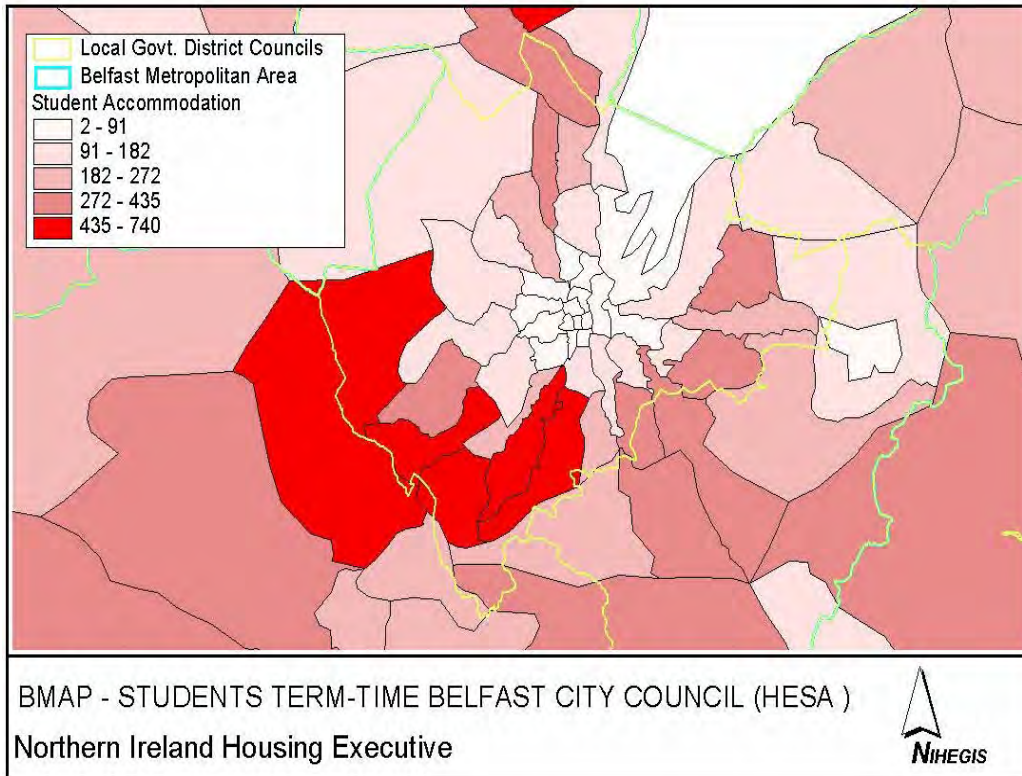 Local Govt. District Councils
Belfast Metropolitan Area
Student Accommodation
2 - 91
91 - 182
182 - 272
272 - 435
435 - 740
BMAP - STUDENTS TERM-TIME BELFAST CITY COUNCIL (HESA )
Northern Ireland Housing Executive
NIHEGIS